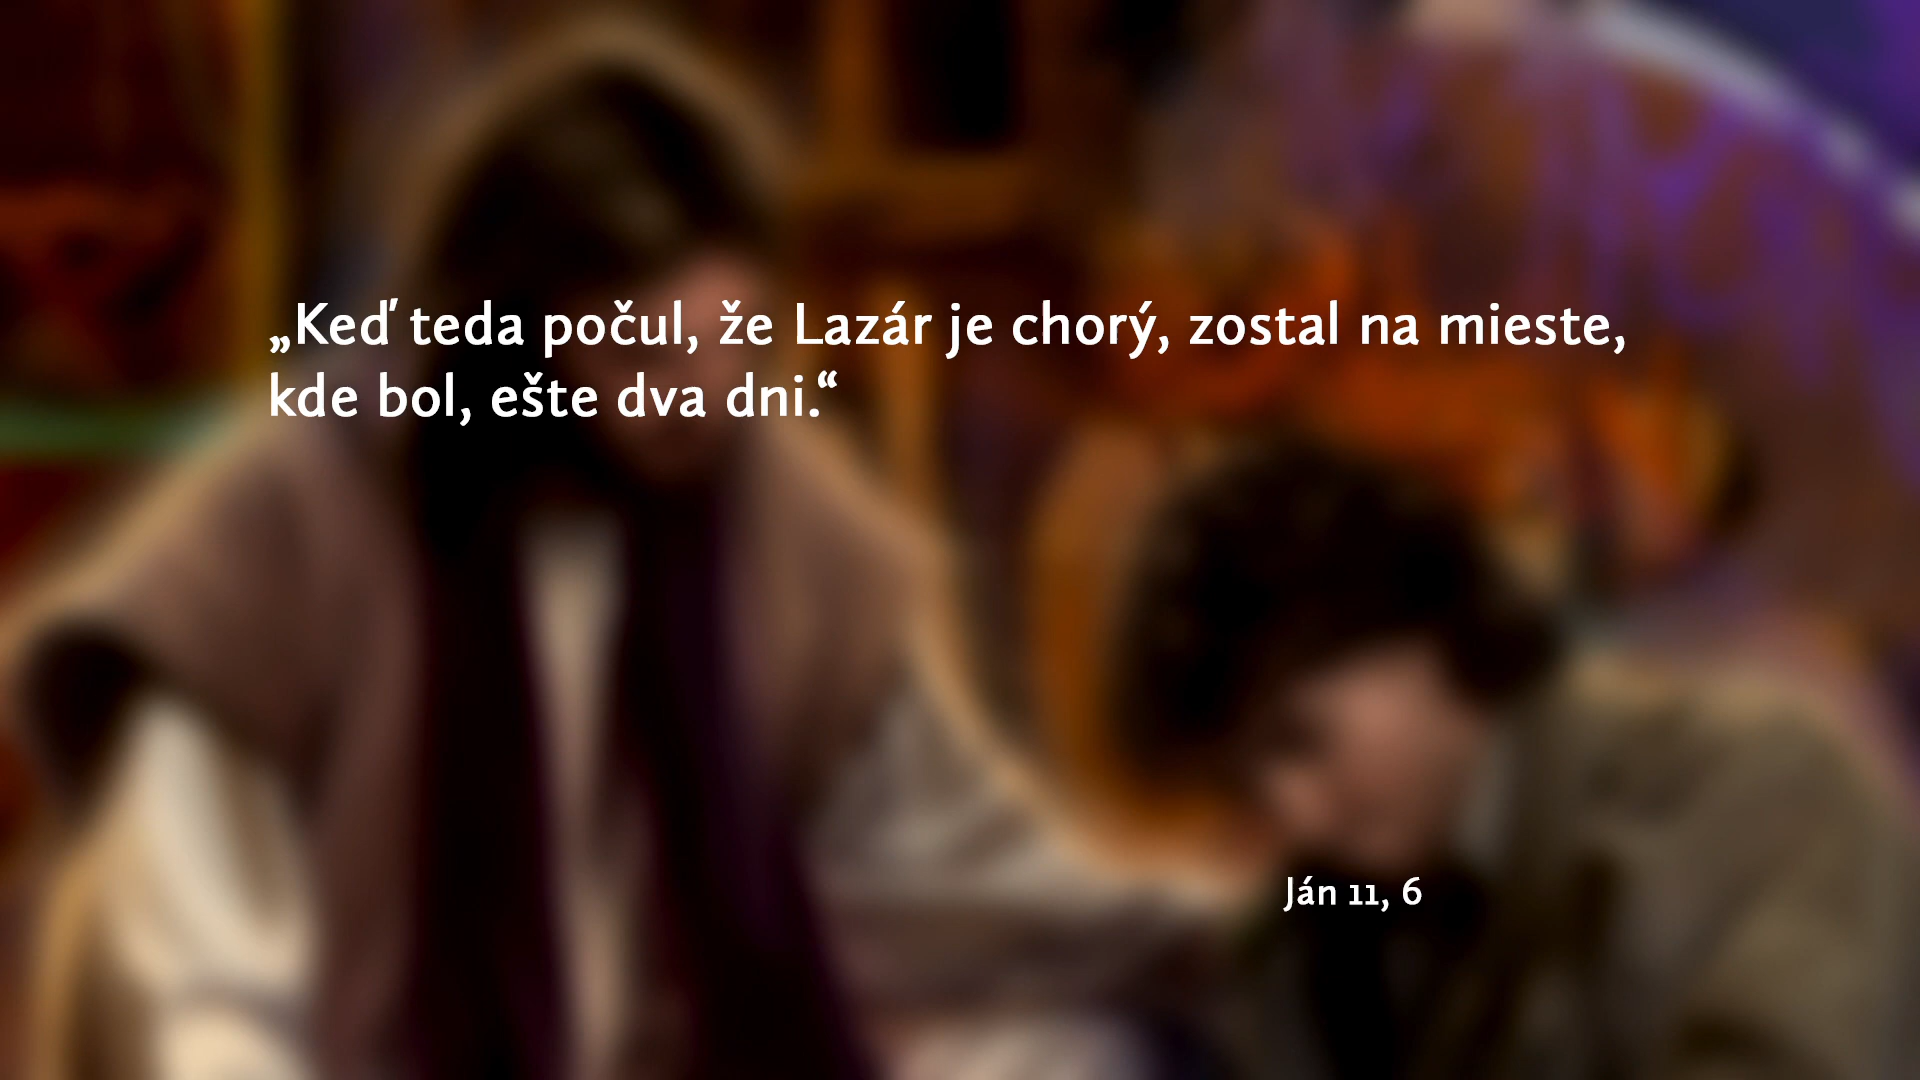 „Keď teda počul, že Lazár je chorý, zostal na mieste,
kde bol, ešte dva dni.“
Ján 11, 6